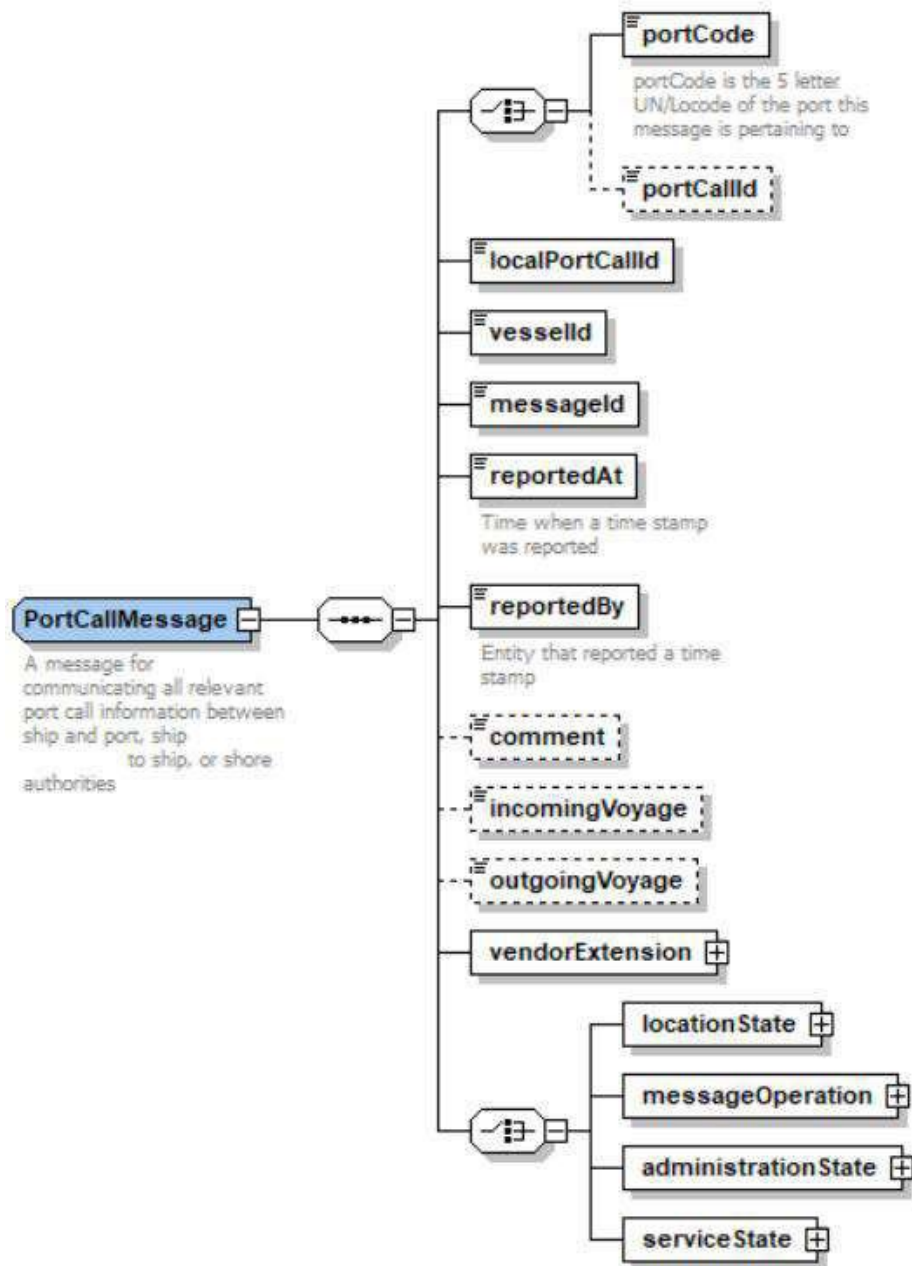 portCode
portCode is the 5 letter
UN/Locode of the port this
message is pertaining to
portCallId
localPortCallId
vesselId
messageId
reportedAt
Time when a time stamp
was reported
reportedBy
Entity that reported a time
stamp
PortCallMessage
A message for
communicating all relevant
port call information between
ship and port, ship
to ship, or shore
authorities
comment
incomingVoyage
outgoingVoyage
vendorExtension
locationState
messageOperation
administrationState
serviceState